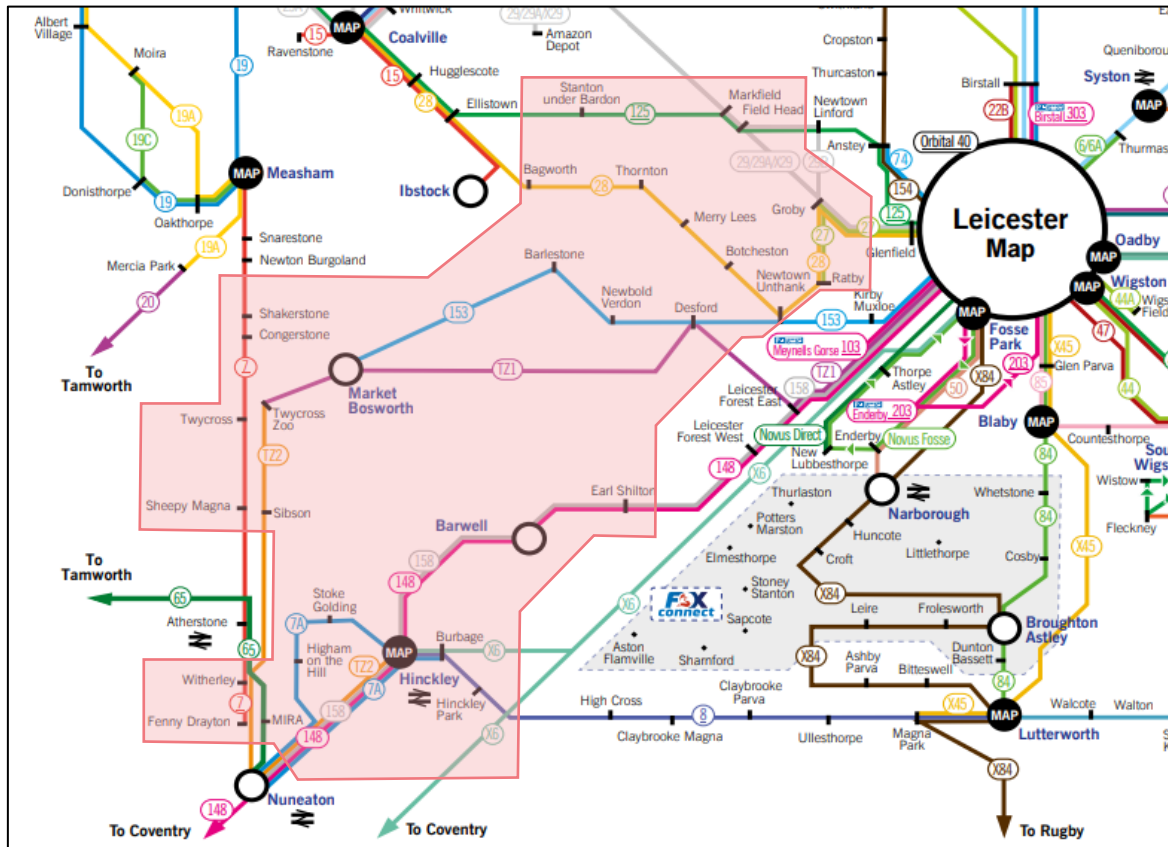 Albert
Village
Moira
19
19A
19C
Donisthorpe
19
Oakthorpe
MAP
Measham
19A
Mercia Park
20
To
Tamworth
Snarestone
Newton Burgoland
Whitwick
MAP
Coalville
15
Ravenstone
Hugglescote
15
28
Ellistown
Ibstock
29/29A/X29
Amazon
Depot
Stanton
under Bardon
125
Markfield
Field Head
Newtown
Linford
29/29A/X29
Cropston
Thurcaston
Anstey
74
154
125
Orbital 40
Birstall
22B
Birstall 303
Queniborough
Syston
MAP
6/6A
Leicester
Map
Oadby
MAP
Wigston
MAP
44A
Bagworth
28
Thornton
Merry Lees
Botcheston
Newtown
Unthank
Groby
27
28
27
Ratby
Glenfield
Barlestone
Newbold
Verdon
Desford
153
153
Kirby
Muxloe
Shakerstone
Congerstone
7
Market
Bosworth
TZ1
Twycross
Twycross
Zoo
TZ2
Sheepy Magna
Sibson
Meynells Gorse 103
TZ1
158
Leicester
Forest East
Leicester
Forest West
148
Fosse
Park
MAP
Thorpe
Astley
Enderby 203
203
50
X84
X45
Glen Parva
85
47
44
Blaby
MAP
Countesthorpe
Wistow
Fleckney
Novus Direct
Enderby
Novus Fosse
New
Lubbesthorpe
X6
Earl Shilton
Barwell
158
148
Narborough
Thurlaston
Potters
Marston
Huncote
Littlethorpe
Elmesthorpe
Croft
Whetstone
84
84
Cosby
X45
Stoney
Stanton
FOX
connect
Sapcote
Aston
Flamville
Sharnford
X6
X84
Leire
Frolesworth
Broughton
Astley
Dunton
Bassett
X84
Ashby
Parva
Bitteswell
84
To
Tamworth
65
Atherstone
65
Witherley
7
Fenny Drayton
MIRA
Stoke
Golding
7A
Higham
on the
Hill
TZ2
7A
158
148
MAP
Hinckley
Burbage
X6
Hinckley
Park
X6
High Cross
Claybrooke
Parva
8
Claybrooke Magna
Ullesthorpe
X45
Magna
Park
MAP
Lutterworth
Walcote
Walton
X84
Nuneaton
148
To Coventry
To Coventry
To Rugby